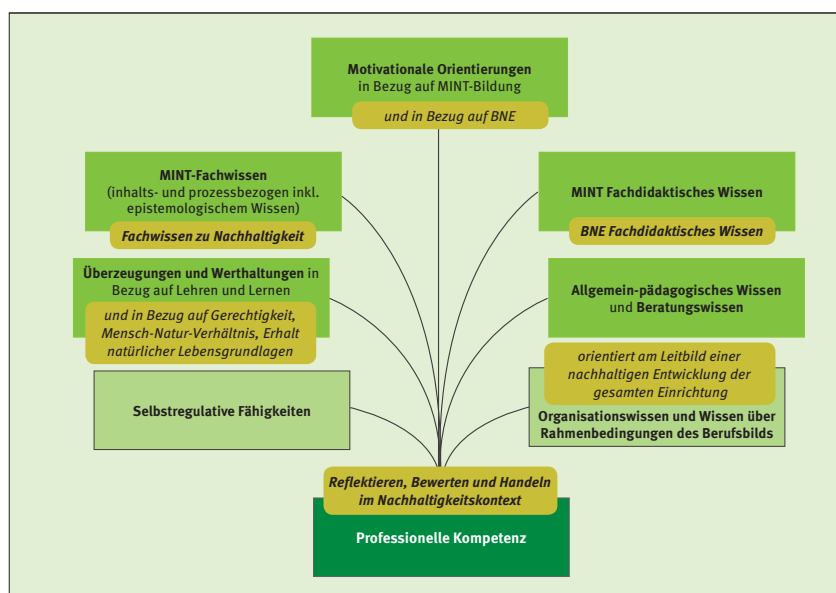 Motivationale Orientierungen
in Bezug auf MINT-Bildung
und in Bezug auf BNE
MINT-Fachwissen
(inhalts- und prozessbezogen inkl.
epistemologischem Wissen)
Fachwissen zu Nachhaltigkeit
MINT Fachdidaktisches Wissen
BNE Fachdidaktisches Wissen
Überzeugungen und Werthaltungen in
Bezug auf Lehren und Lernen
und in Bezug auf Gerechtigkeit,
Mensch-Natur-Verhältnis, Erhalt
natürlicher Lebensgrundlagen
Allgemein-pädagogisches Wissen
und Beratungswissen
orientiert am Leitbild einer
nachhaltigen Entwicklung der
gesamten Einrichtung
Selbstregulative Fähigkeiten
Organisationswissen und Wissen über
Rahmenbedingungen des Berufsbilds
Reflektieren, Bewerten und Handeln
im Nachhaltigkeitskontext
Professionelle Kompetenz